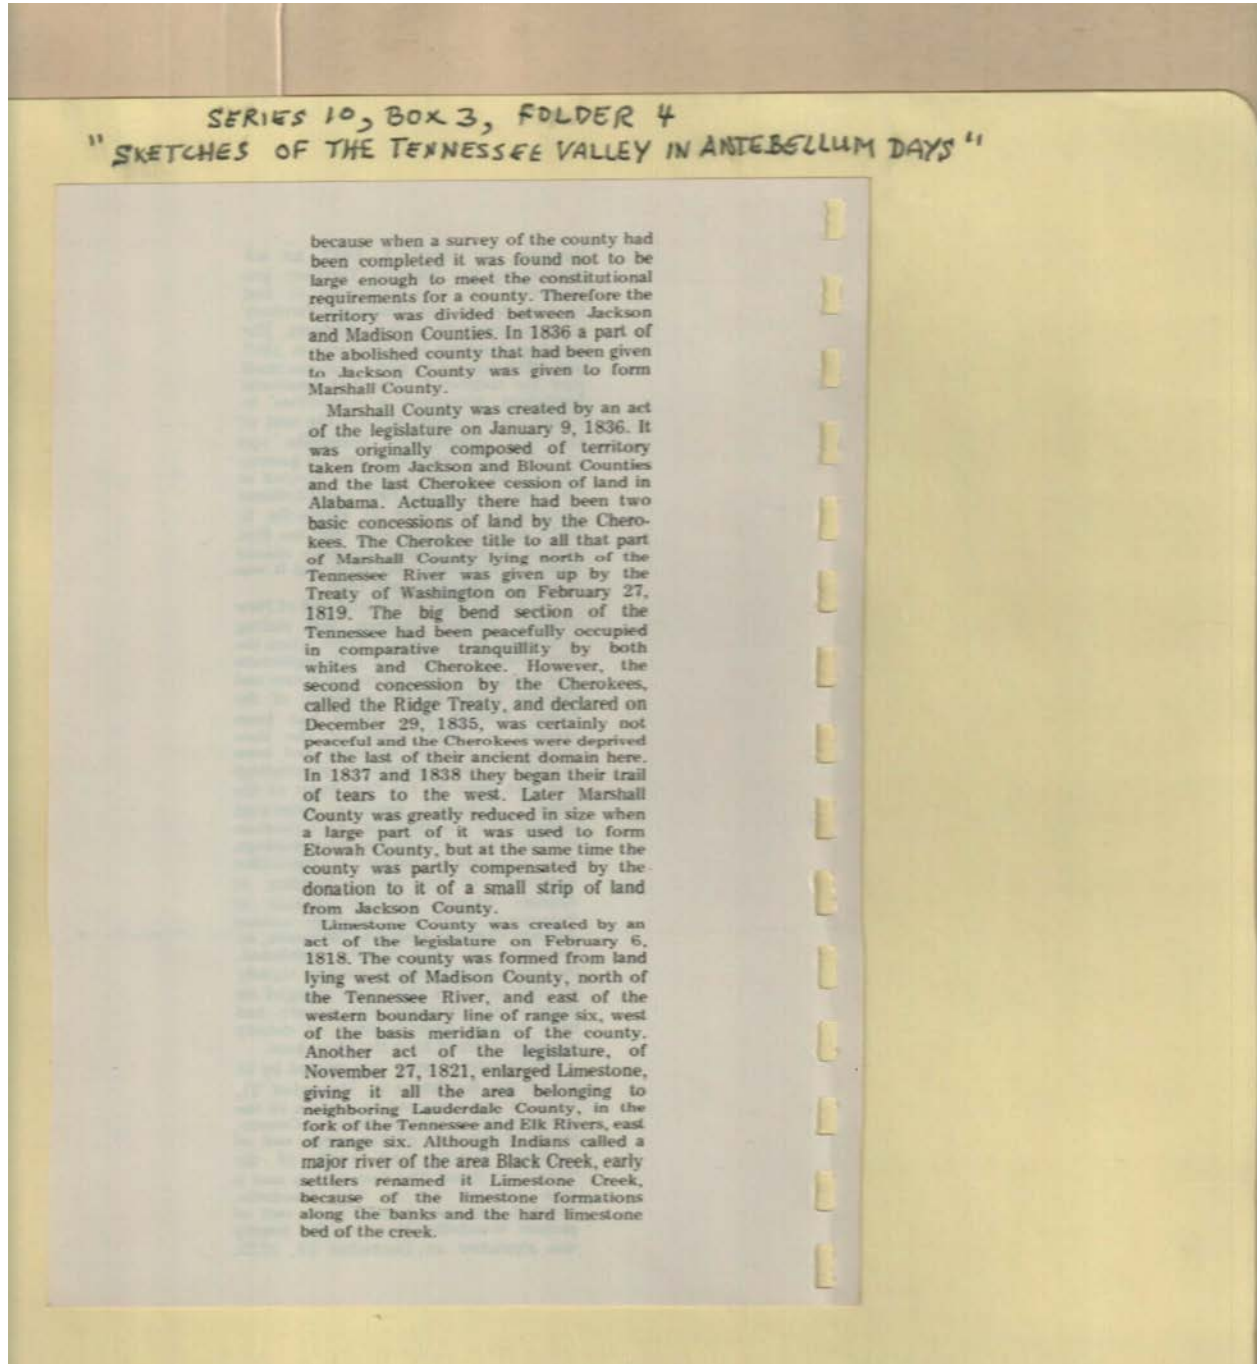 SERIES 10, BOX 3, FOLDER 4
"SKETCHES OF THE TENNESSEE VALLEY IN ANTEBELLUM DAYS"
because when a survey of the county had
been completed it was found not to be
large enough to meet the constitutional
requirements for a county. Therefore the
territory was divided between Jackson
and Madison Counties. In 1836 a part of
the abolished county that had been given
to Jackson County was given to form
Marshall County.
Marshall County was created by an act
of the legislature on January 9, 1836. It
was originally composed of territory
taken from Jackson and Blount Counties
and the last Cherokee cession of land in
Alabama. Actually there had been two
basic concessions of land by the Chero-
kees. The Cherokee title to all that part
of Marshall County lying north of the
Tennessee River was given up by the
Treaty of Washington on February 27,
1819. The big bend section of the
Tennessee had been peacefully occupied
in comparative tranquillity by both
whites and Cherokee. However, the
second concession by the Cherokees,
called the Ridge Treaty, and declared on
December 29, 1835, was certainly not
peaceful and the Cherokees were deprived
of the last of their ancient domain here.
In 1837 and 1838 they began their trail
of tears to the west. Later Marshall
County was greatly reduced in size when
a large part of it was used to form
Etowah County, but at the same time the
county was partly compensated by the
donation to it of a small strip of land
from Jackson County.
Limestone County was created by an
act of the legislature on February 6,
1818. The county was formed from land
lying west of Madison County, north of
the Tennessee River, and east of the
western boundary line of range six, west
of the basis meridian of the county.
Another act of the legislature, of
November 27, 1821, enlarged Limestone,
giving it all the area belonging to
neighboring Lauderdale County, in the
fork of the Tennessee and Elk Rivers, east
of range six. Although Indians called a
major river of the area Black Creek, early
settlers renamed it Limestone Creek,
because of the limestone formations
along the banks and the hard limestone
bed of the creek.